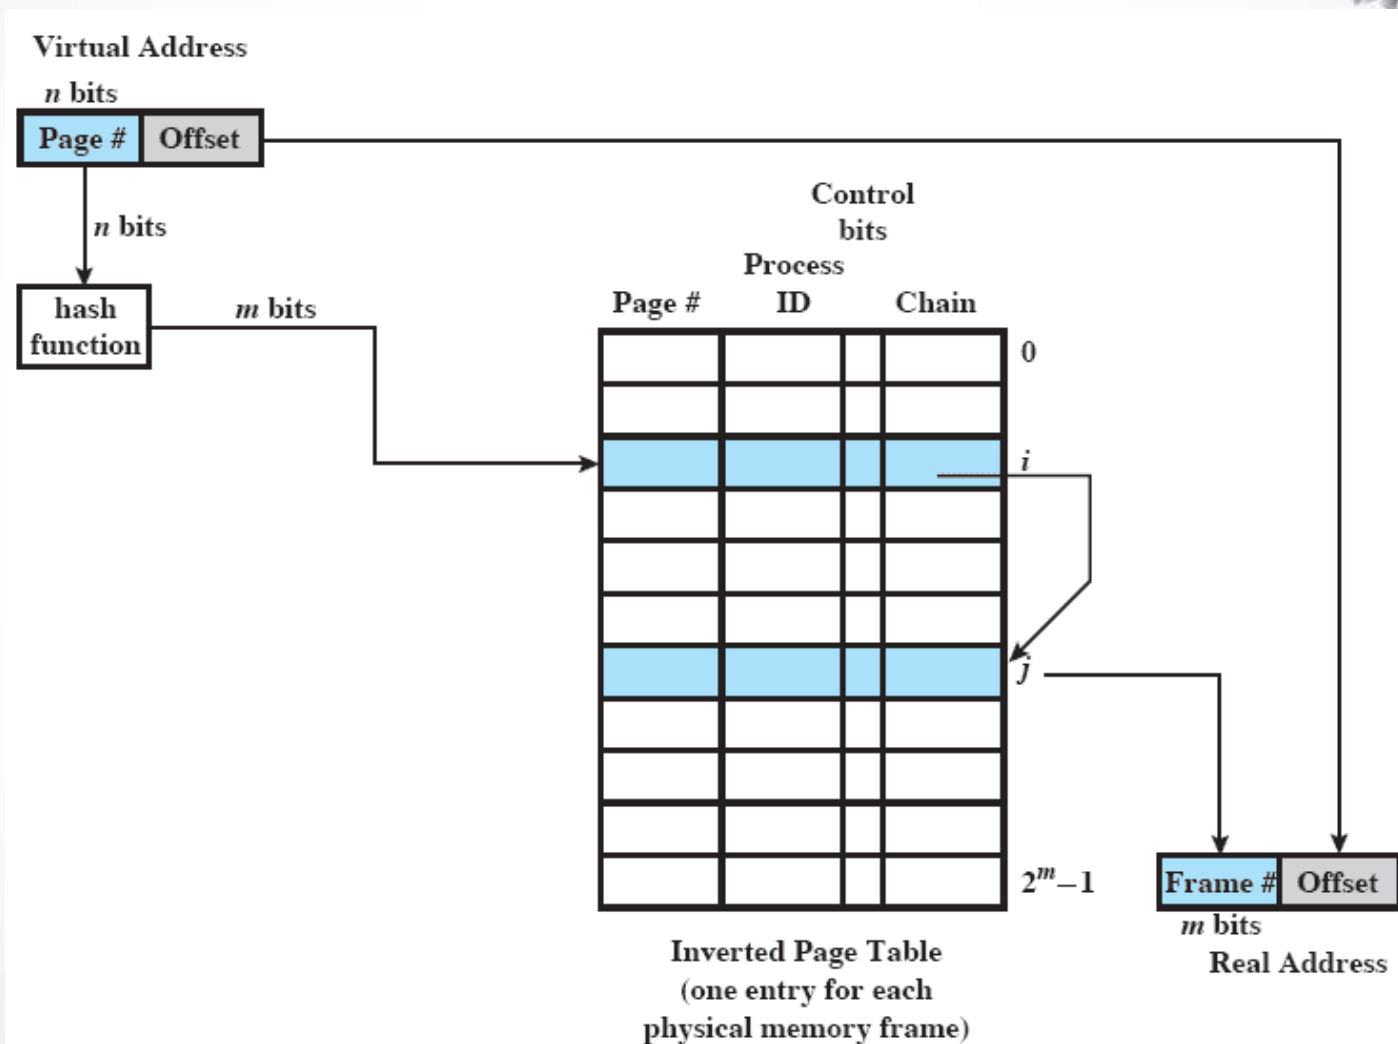 Virtual Address
n bits
Page # Offset
n bits
hash
function
m bits
Control
bits
Process
Page # ID Chain
0
i
j
2^m–1
Frame # Offset
m bits
Real Address
Inverted Page Table
(one entry for each
physical memory frame)